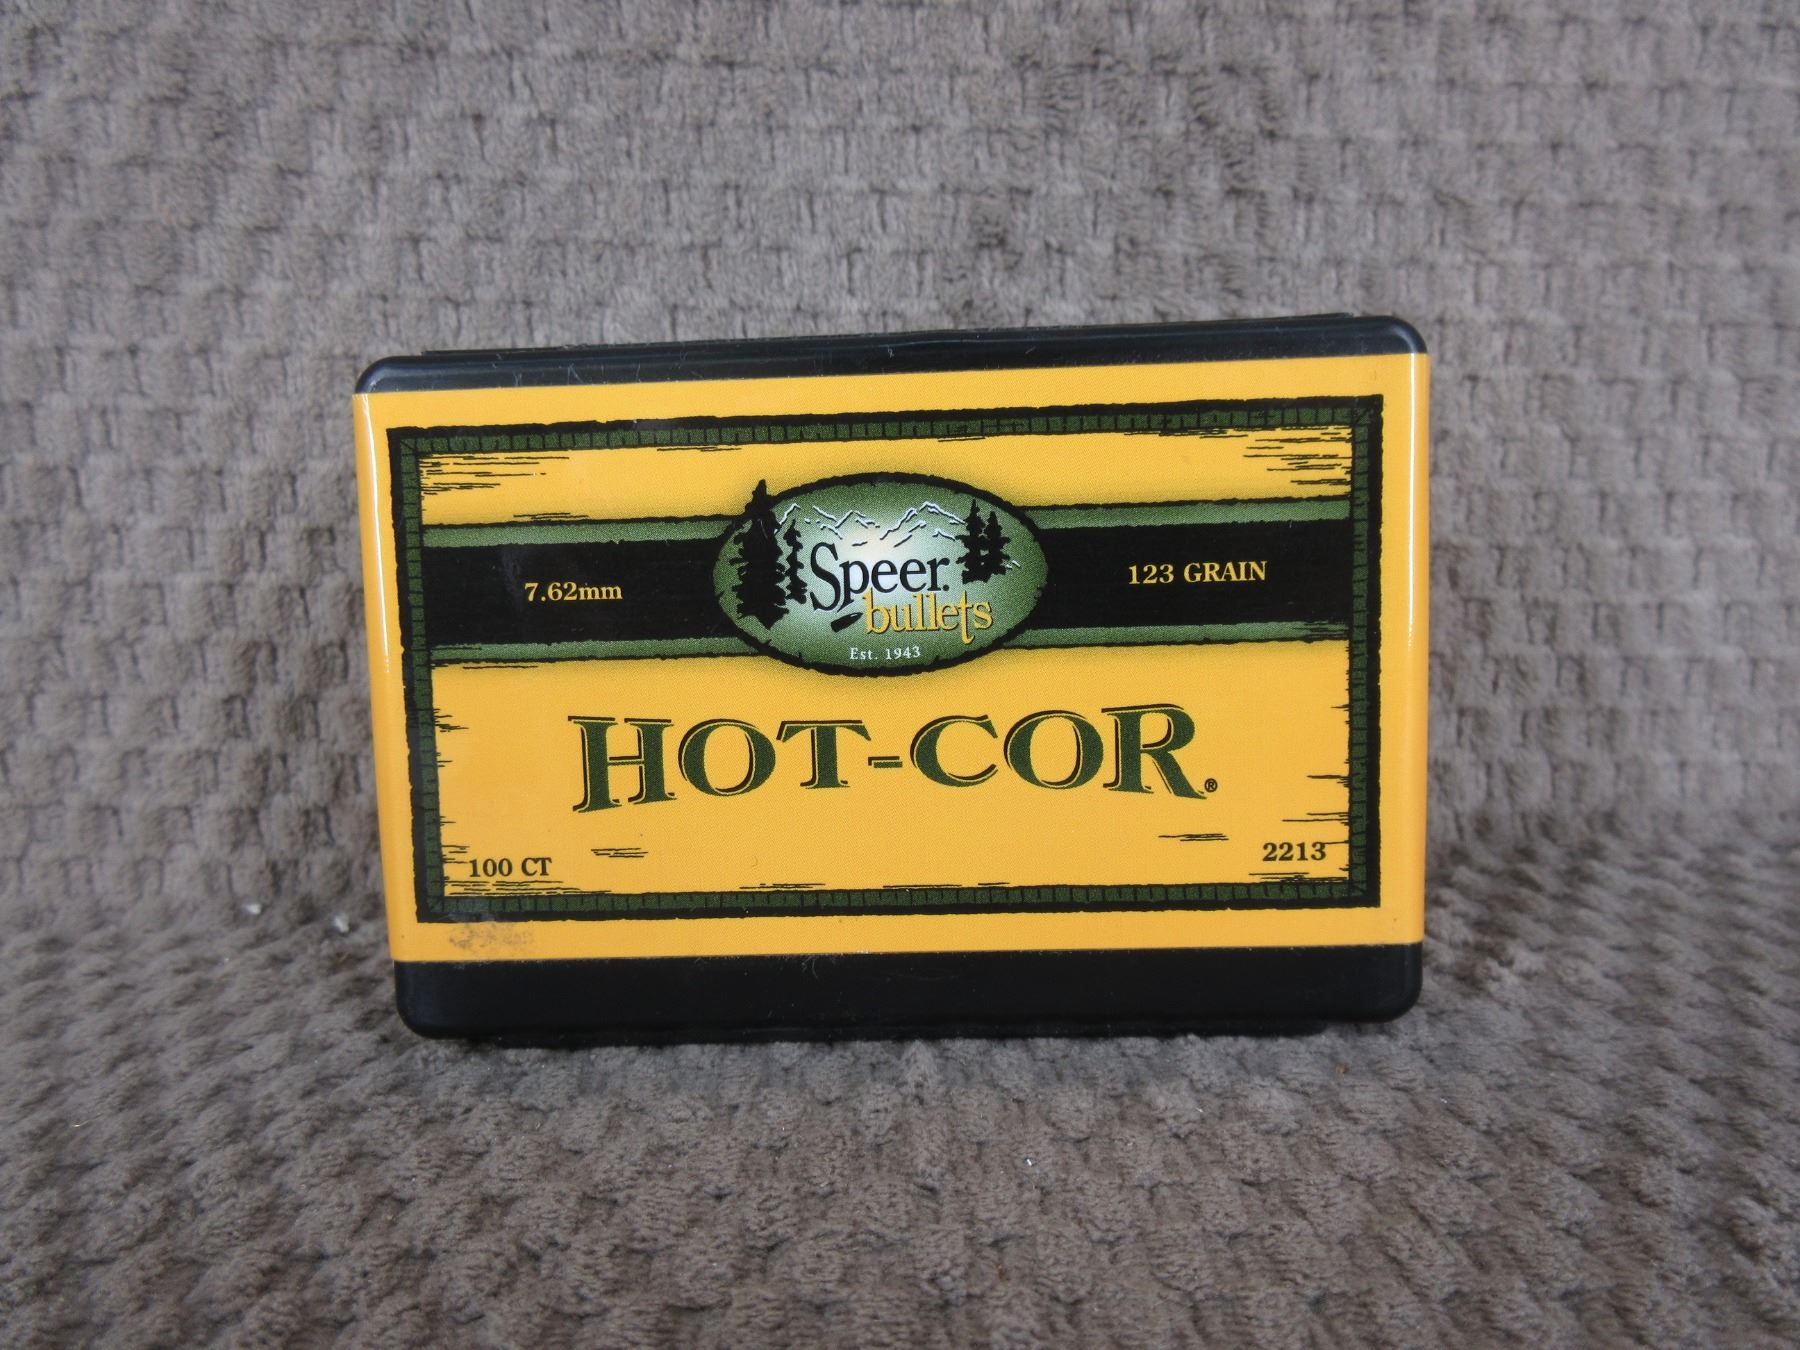 7.62mm
Speer.
bullets
Est. 1943
123 GRAIN
HOT-COR®
100 CT
2213